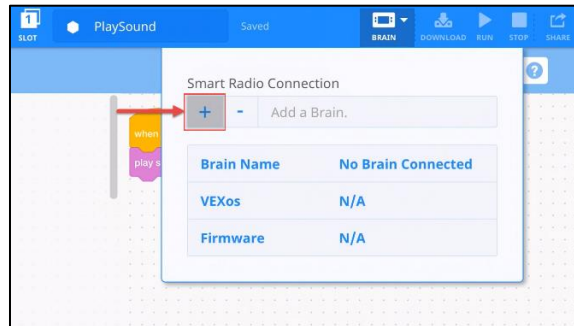 1
SLOT
PlaySound
Saved
BRAIN
DOWNLOAD
RUN
STOP
SHARE
?
Smart Radio Connection
+ - Add a Brain.
when
play s
Brain Name No Brain Connected
VEXos N/A
Firmware N/A